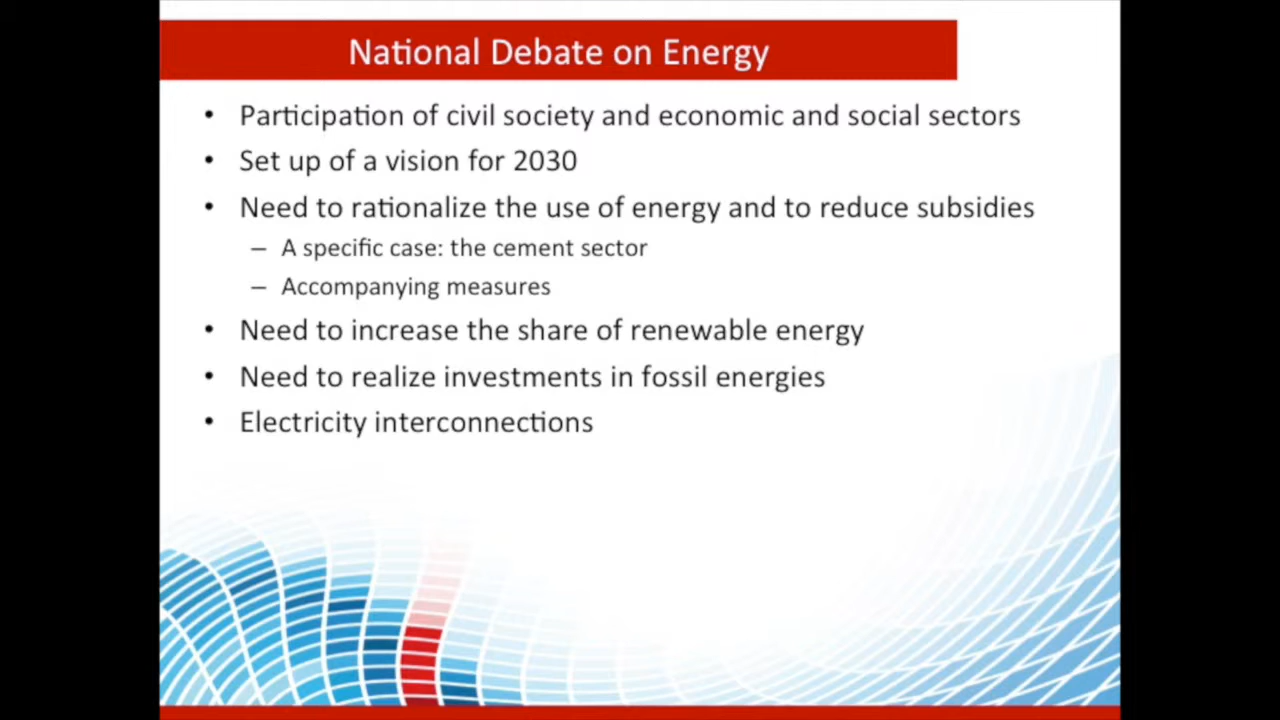 National Debate on Energy
• Participation of civil society and economic and social sectors
• Set up of a vision for 2030
• Need to rationalize the use of energy and to reduce subsidies
– A specific case: the cement sector
– Accompanying measures
• Need to increase the share of renewable energy
• Need to realize investments in fossil energies
• Electricity interconnections